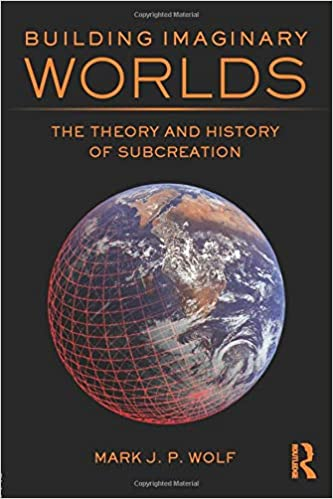 BUILDING IMAGINARY
WORLDS
THE THEORY AND HISTORY
OF SUBCREATION
MARK J. P. WOLF
R
ROUTLEDGE